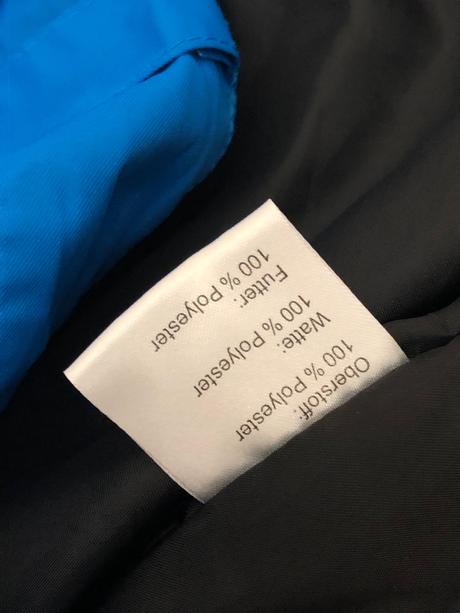 Oberstoff:
100 % Polyester
Watte:
100 % Polyester
Futter:
100 % Polyester